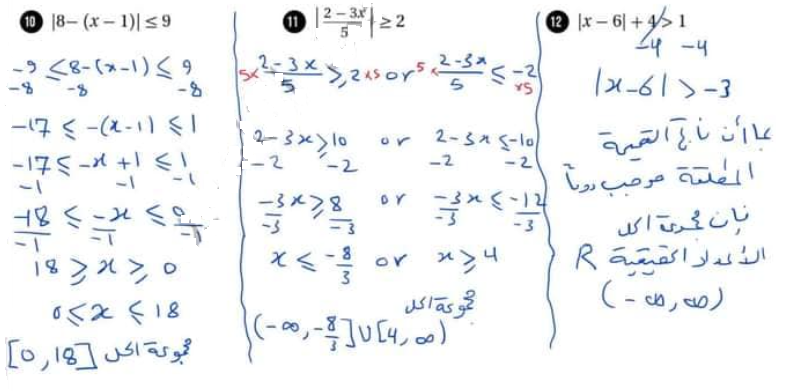 10 |8– (x – 1)| ≤ 9
-9 ≤ 8-(x-1) ≤ 9
-8 -8 -8
-17 ≤ -(x-1) ≤ 1
-17 ≤ -x +1 ≤ 1
-1 -1 -1
-18/-1 ≤ -x/-1 ≤ 0/-1
18 ≥ x ≥ 0
0 ≤ x ≤ 18
[0,18] مجموعة الحل
11 |(2 – 3x)/5| ≥ 2
5× (2-3x)/5 ≥ 2 ×5 or 5× (2-3x)/5 ≤ -2 ×5
2-3x ≥ 10 or 2-3x ≤ -10
-2 -2 -2 -2
-3x/-3 ≥ 8/-3 or -3x/-3 ≤ -12/-3
x ≤ -8/3 or x ≥ 4
مجموعة الحل
(-∞, -8/3] ∪ [4, ∞)
12 |x – 6| + 4 > 1
-4 -4
|x-6| > -3
بما أن ناتج القيمة
المطلقة موجب دوماً
فإن مجموعة الحل
الأعداد الحقيقية R
(-∞, ∞)